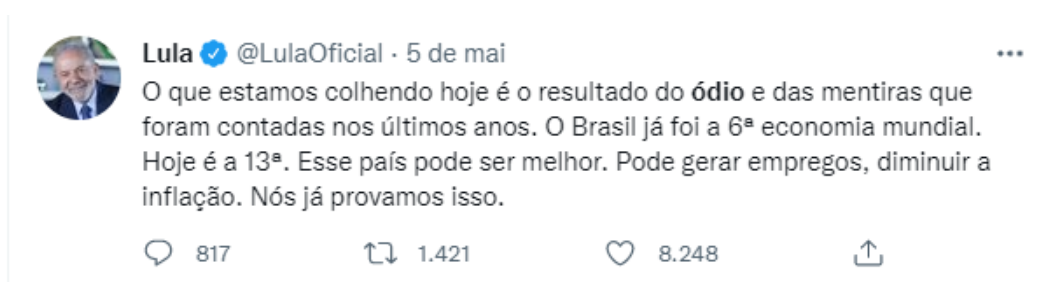 Lula @LulaOficial · 5 de mai
O que estamos colhendo hoje é o resultado do ódio e das mentiras que
foram contadas nos últimos anos. O Brasil já foi a 6ª economia mundial.
Hoje é a 13ª. Esse país pode ser melhor. Pode gerar empregos, diminuir a
inflação. Nós já provamos isso.
817 1.421 8.248